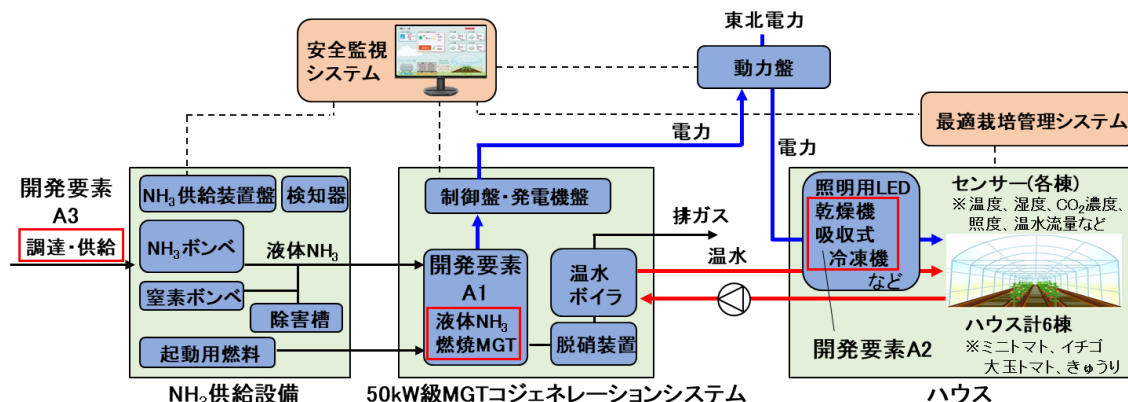 東北電力
安全監視
システム
動力盤
最適栽培管理システム
電力
電力
開発要素
A3
調達・供給
NH₃供給装置盤
検知器
NH₃ボンベ
液体NH₃
窒素ボンベ
除害槽
起動用燃料
NH₃供給設備
制御盤・発電機盤
開発要素
A1
液体NH₃
燃焼MGT
温水
ボイラ
脱硝装置
排ガス
温水
50kW級MGTコジェネレーションシステム
照明用LED
乾燥機
吸収式
冷凍機
など
開発要素A2
センサー(各棟)
※温度、湿度、CO₂濃度、
照度、温水流量など
ハウス計6棟
※ミニトマト、イチゴ
大玉トマト、きゅうり
ハウス